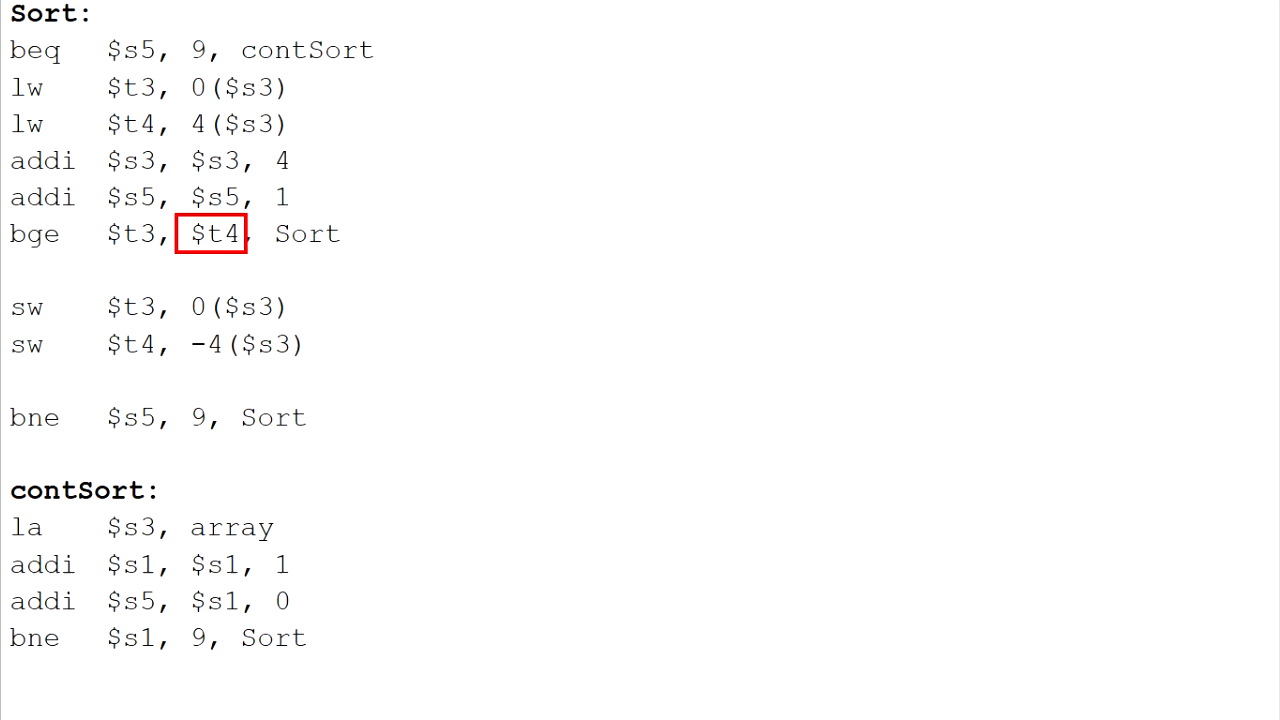 Sort:
beq $s5, 9, contSort
lw $t3, 0($s3)
lw $t4, 4($s3)
addi $s3, $s3, 4
addi $s5, $s5, 1
bge $t3, $t4, Sort
sw $t3, 0($s3)
sw $t4, -4($s3)
bne $s5, 9, Sort
contSort:
la $s3, array
addi $s1, $s1, 1
addi $s5, $s1, 0
bne $s1, 9, Sort